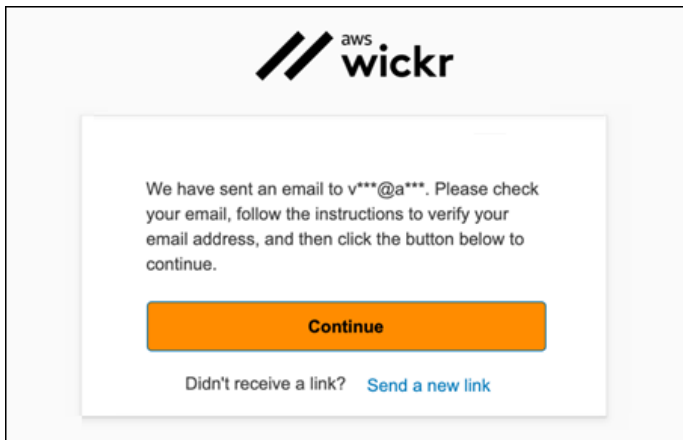 aws
wickr
We have sent an email to v***@a***. Please check
your email, follow the instructions to verify your
email address, and then click the button below to
continue.
Continue
Didn't receive a link? Send a new link